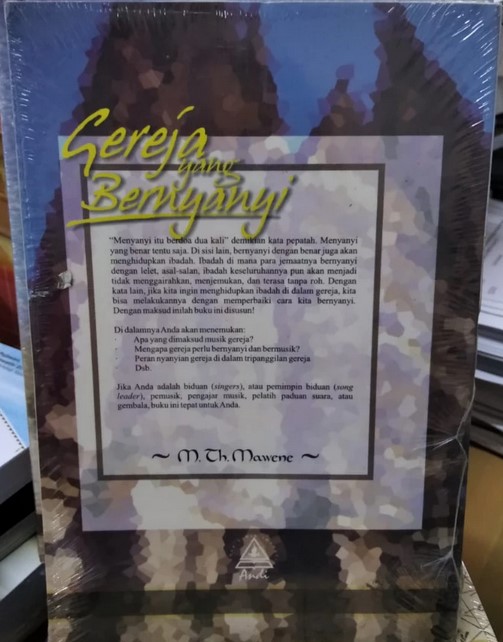 Gereja
yang
Bernyanyi
"Menyanyi itu berdoa dua kali" demikian kata pepatah. Menyanyi
yang benar tentu saja. Di sisi lain, bernyanyi dengan benar juga akan
menghidupkan ibadah. Ibadah di mana para jemaatnya bernyanyi
dengan lelet, asal-salan, ibadah keseluruhannya pun akan menjadi
tidak menggairahkan, menjemukan, dan terasa tanpa roh. Dengan
kata lain, jika kita ingin menghidupkan ibadah di dalam gereja, kita
bisa melakukannya dengan memperbaiki cara kita bernyanyi.
Dengan maksud inilah buku ini disusun!
Di dalamnya Anda akan menemukan:
Apa yang dimaksud musik gereja?
Mengapa gereja perlu bernyanyi dan bermusik?
Peran nyanyian gereja di dalam tripanggilan gereja
Dsb.
Jika Anda adalah biduan (singers), atau pemimpin biduan (song
leader), pemusik, pengajar musik, pelatih paduan suara, atau
gembala, buku ini tepat untuk Anda.
~ M. Th. Mawene ~
Andi